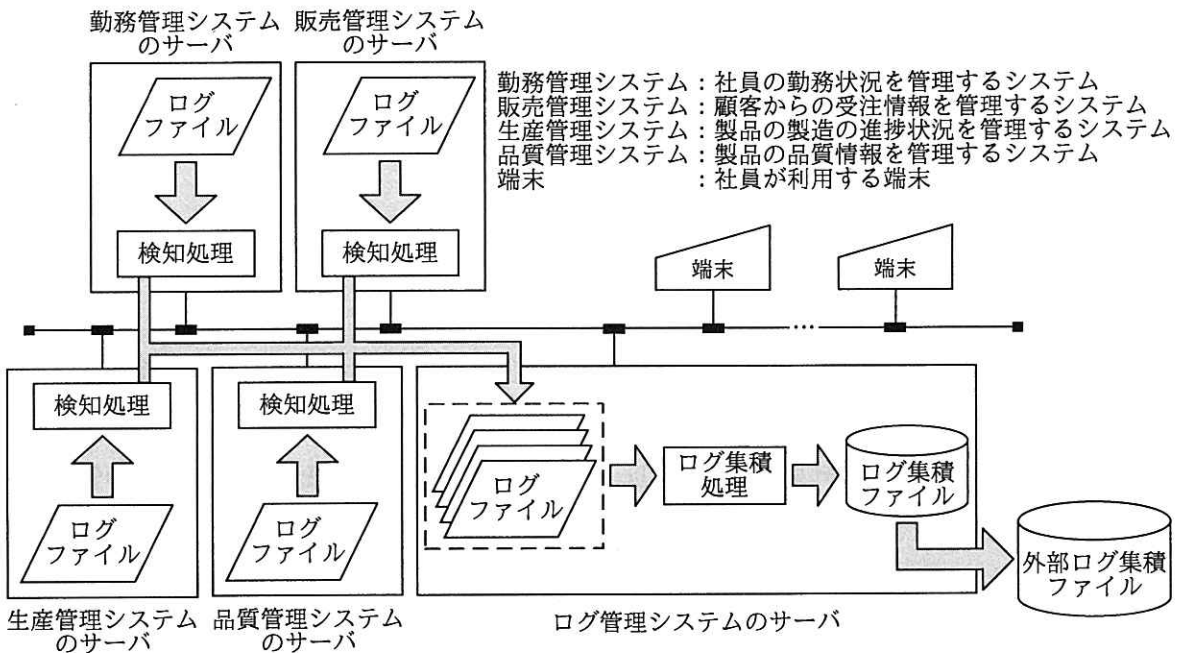 勤務管理システム
のサーバ
販売管理システム
のサーバ
ログ
ファイル
検知処理
ログ
ファイル
検知処理
勤務管理システム：社員の勤務状況を管理するシステム
販売管理システム：顧客からの受注情報を管理するシステム
生産管理システム：製品の製造の進捗状況を管理するシステム
品質管理システム：製品の品質情報を管理するシステム
端末：社員が利用する端末
端末
…
端末
検知処理
ログ
ファイル
検知処理
ログ
ファイル
ログ
ファイル
ログ集積
処理
ログ集積
ファイル
外部ログ集積
ファイル
生産管理システム
のサーバ
品質管理システム
のサーバ
ログ管理システムのサーバ